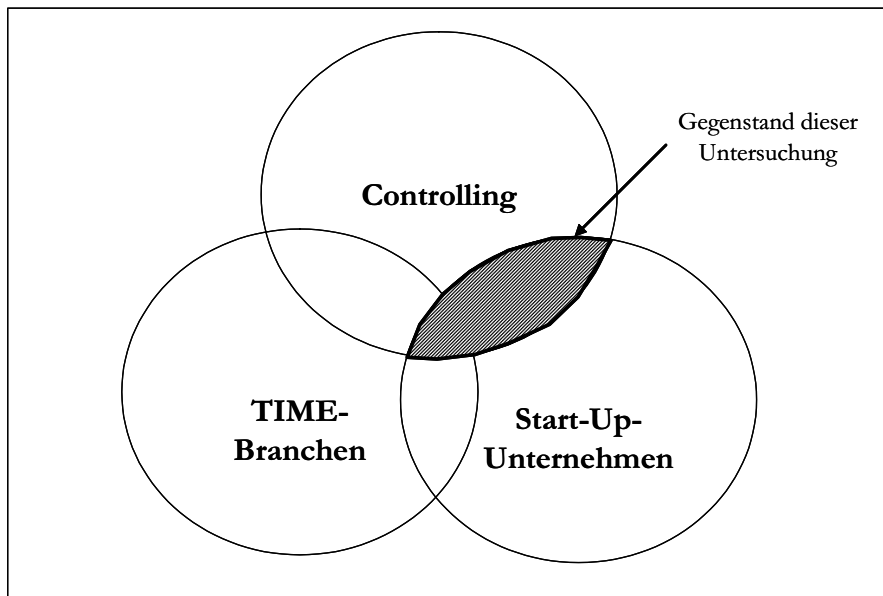 Gegenstand dieser
Untersuchung
Controlling
TIME-
Branchen
Start-Up-
Unternehmen